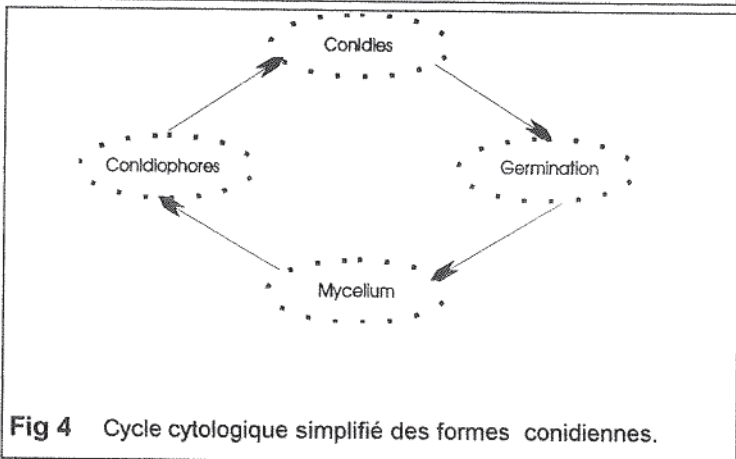 Conidies
Conidiophores
Germination
Mycelium
Fig 4 Cycle cytologique simplifié des formes conidiennes.